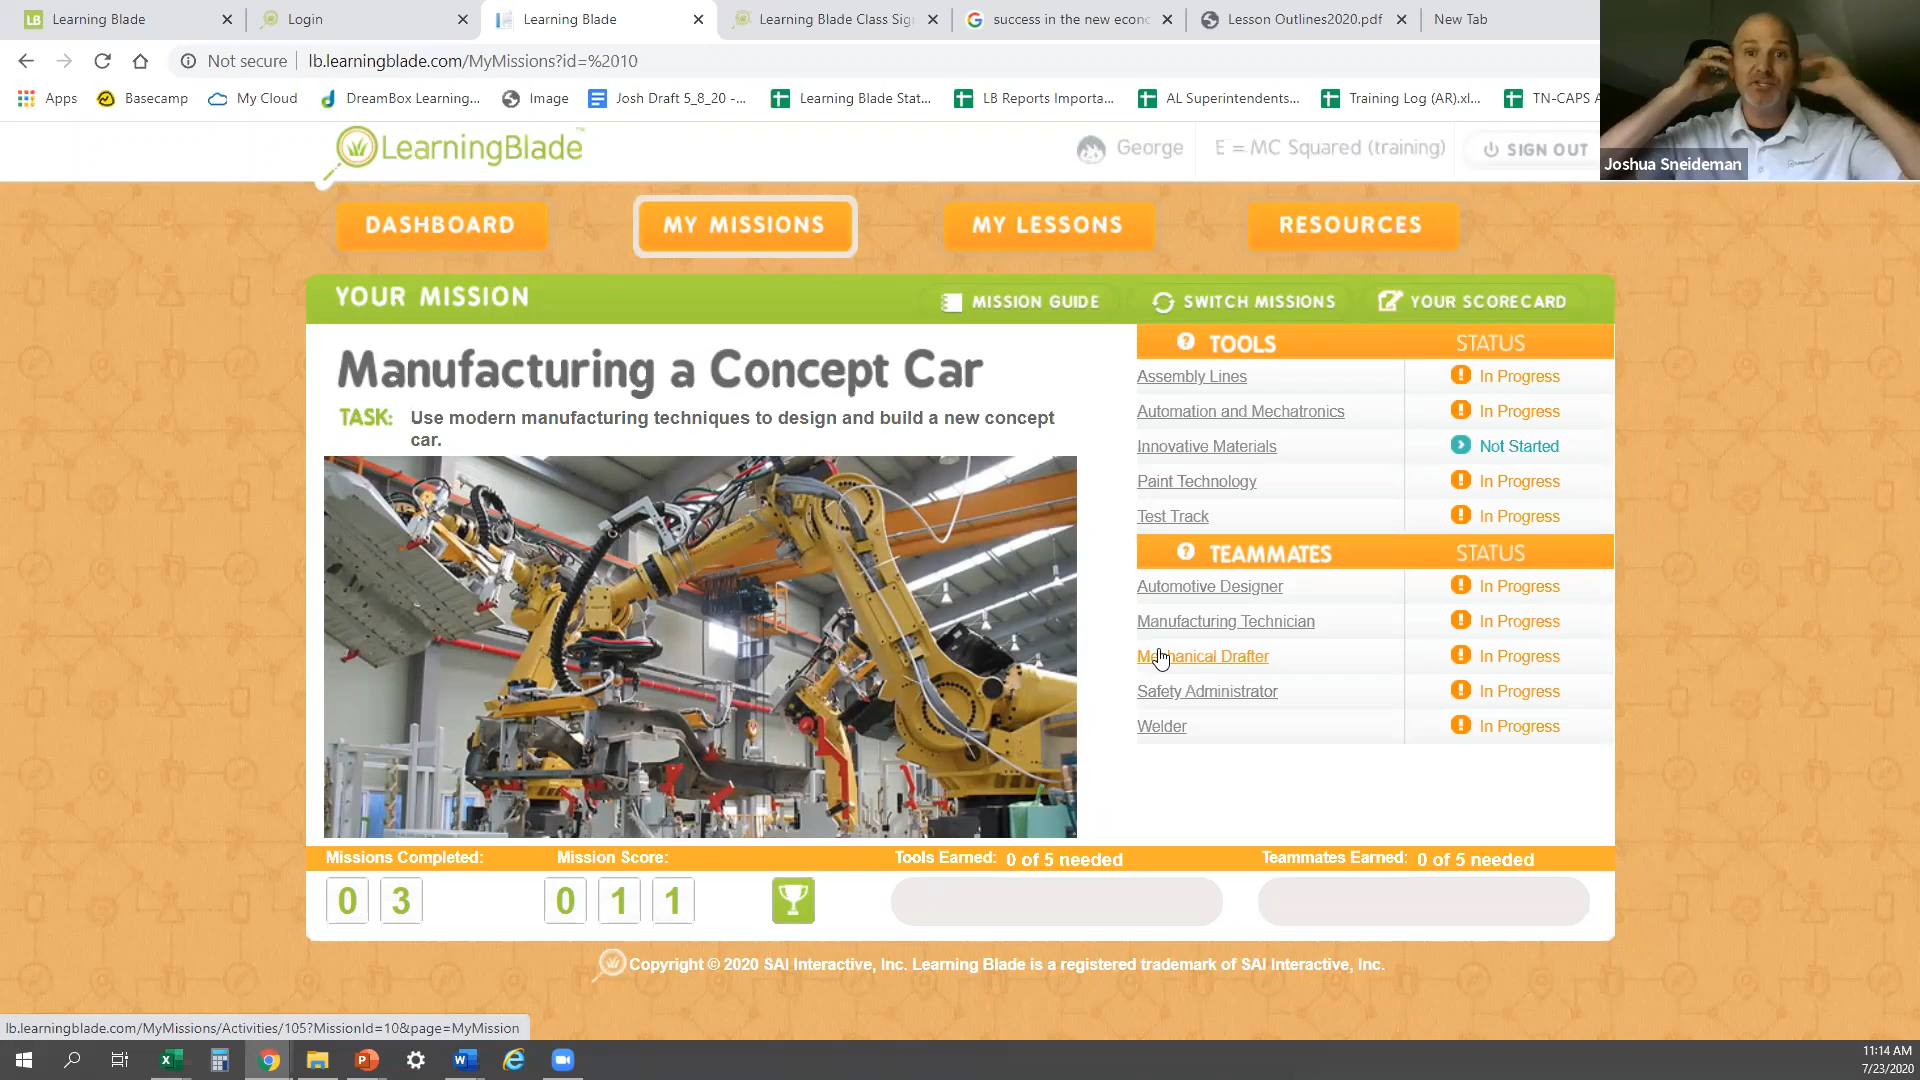 LB Learning Blade
Login
Learning Blade
Learning Blade Class Sig
success in the new econ
Lesson Outlines2020.pdf
New Tab
Not secure
lb.learningblade.com/MyMissions?id=%2010
Apps
Basecamp
My Cloud
DreamBox Learning...
Image
Josh Draft 5_8_20 -...
Learning Blade Stat...
LB Reports Importa...
AL Superintendents...
Training Log (AR).xl...
TN-CAPS A
Joshua Sneideman
LearningBlade™
George
E = MC Squared (training)
SIGN OUT
DASHBOARD
MY MISSIONS
MY LESSONS
RESOURCES
YOUR MISSION
MISSION GUIDE
SWITCH MISSIONS
YOUR SCORECARD
Manufacturing a Concept Car
TASK: Use modern manufacturing techniques to design and build a new concept
car.
? TOOLS STATUS
Assembly Lines ! In Progress
Automation and Mechatronics ! In Progress
Innovative Materials Not Started
Paint Technology ! In Progress
Test Track ! In Progress
? TEAMMATES STATUS
Automotive Designer ! In Progress
Manufacturing Technician ! In Progress
Mechanical Drafter ! In Progress
Safety Administrator ! In Progress
Welder ! In Progress
Missions Completed: Mission Score: Tools Earned: 0 of 5 needed Teammates Earned: 0 of 5 needed
0 3 0 1 1
Copyright © 2020 SAI Interactive, Inc. Learning Blade is a registered trademark of SAI Interactive, Inc.
lb.learningblade.com/MyMissions/Activities/105?MissionId=10&page=MyMission
11:14 AM
7/23/2020